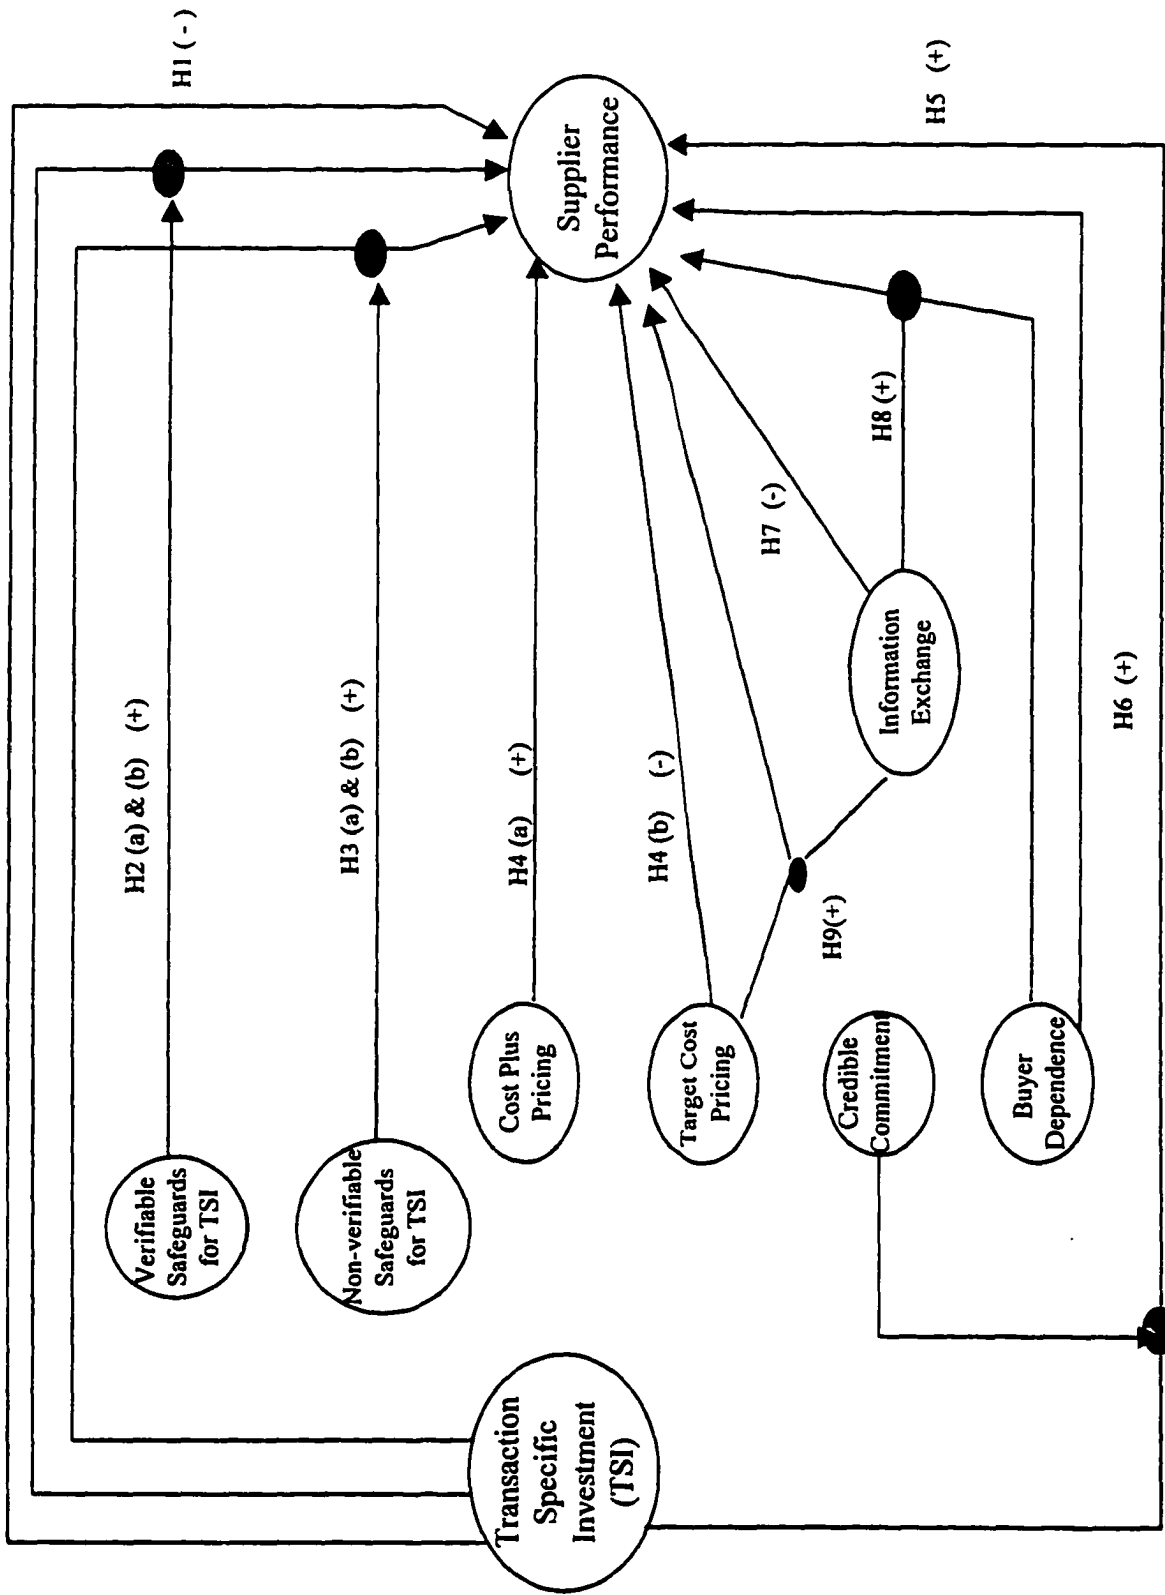 H1 (-)
H2 (a) & (b) (+)
Verifiable
Safeguards
for TSI
H3 (a) & (b) (+)
Non-verifiable
Safeguards
for TSI
Transaction
Specific
Investment
(TSI)
Supplier
Performance
H4 (a) (+)
Cost Plus
Pricing
H4 (b) (-)
Target Cost
Pricing
H7 (-)
H9(+)
H8 (+)
Information
Exchange
Credible
Commitment
H5 (+)
Buyer
Dependence
H6 (+)